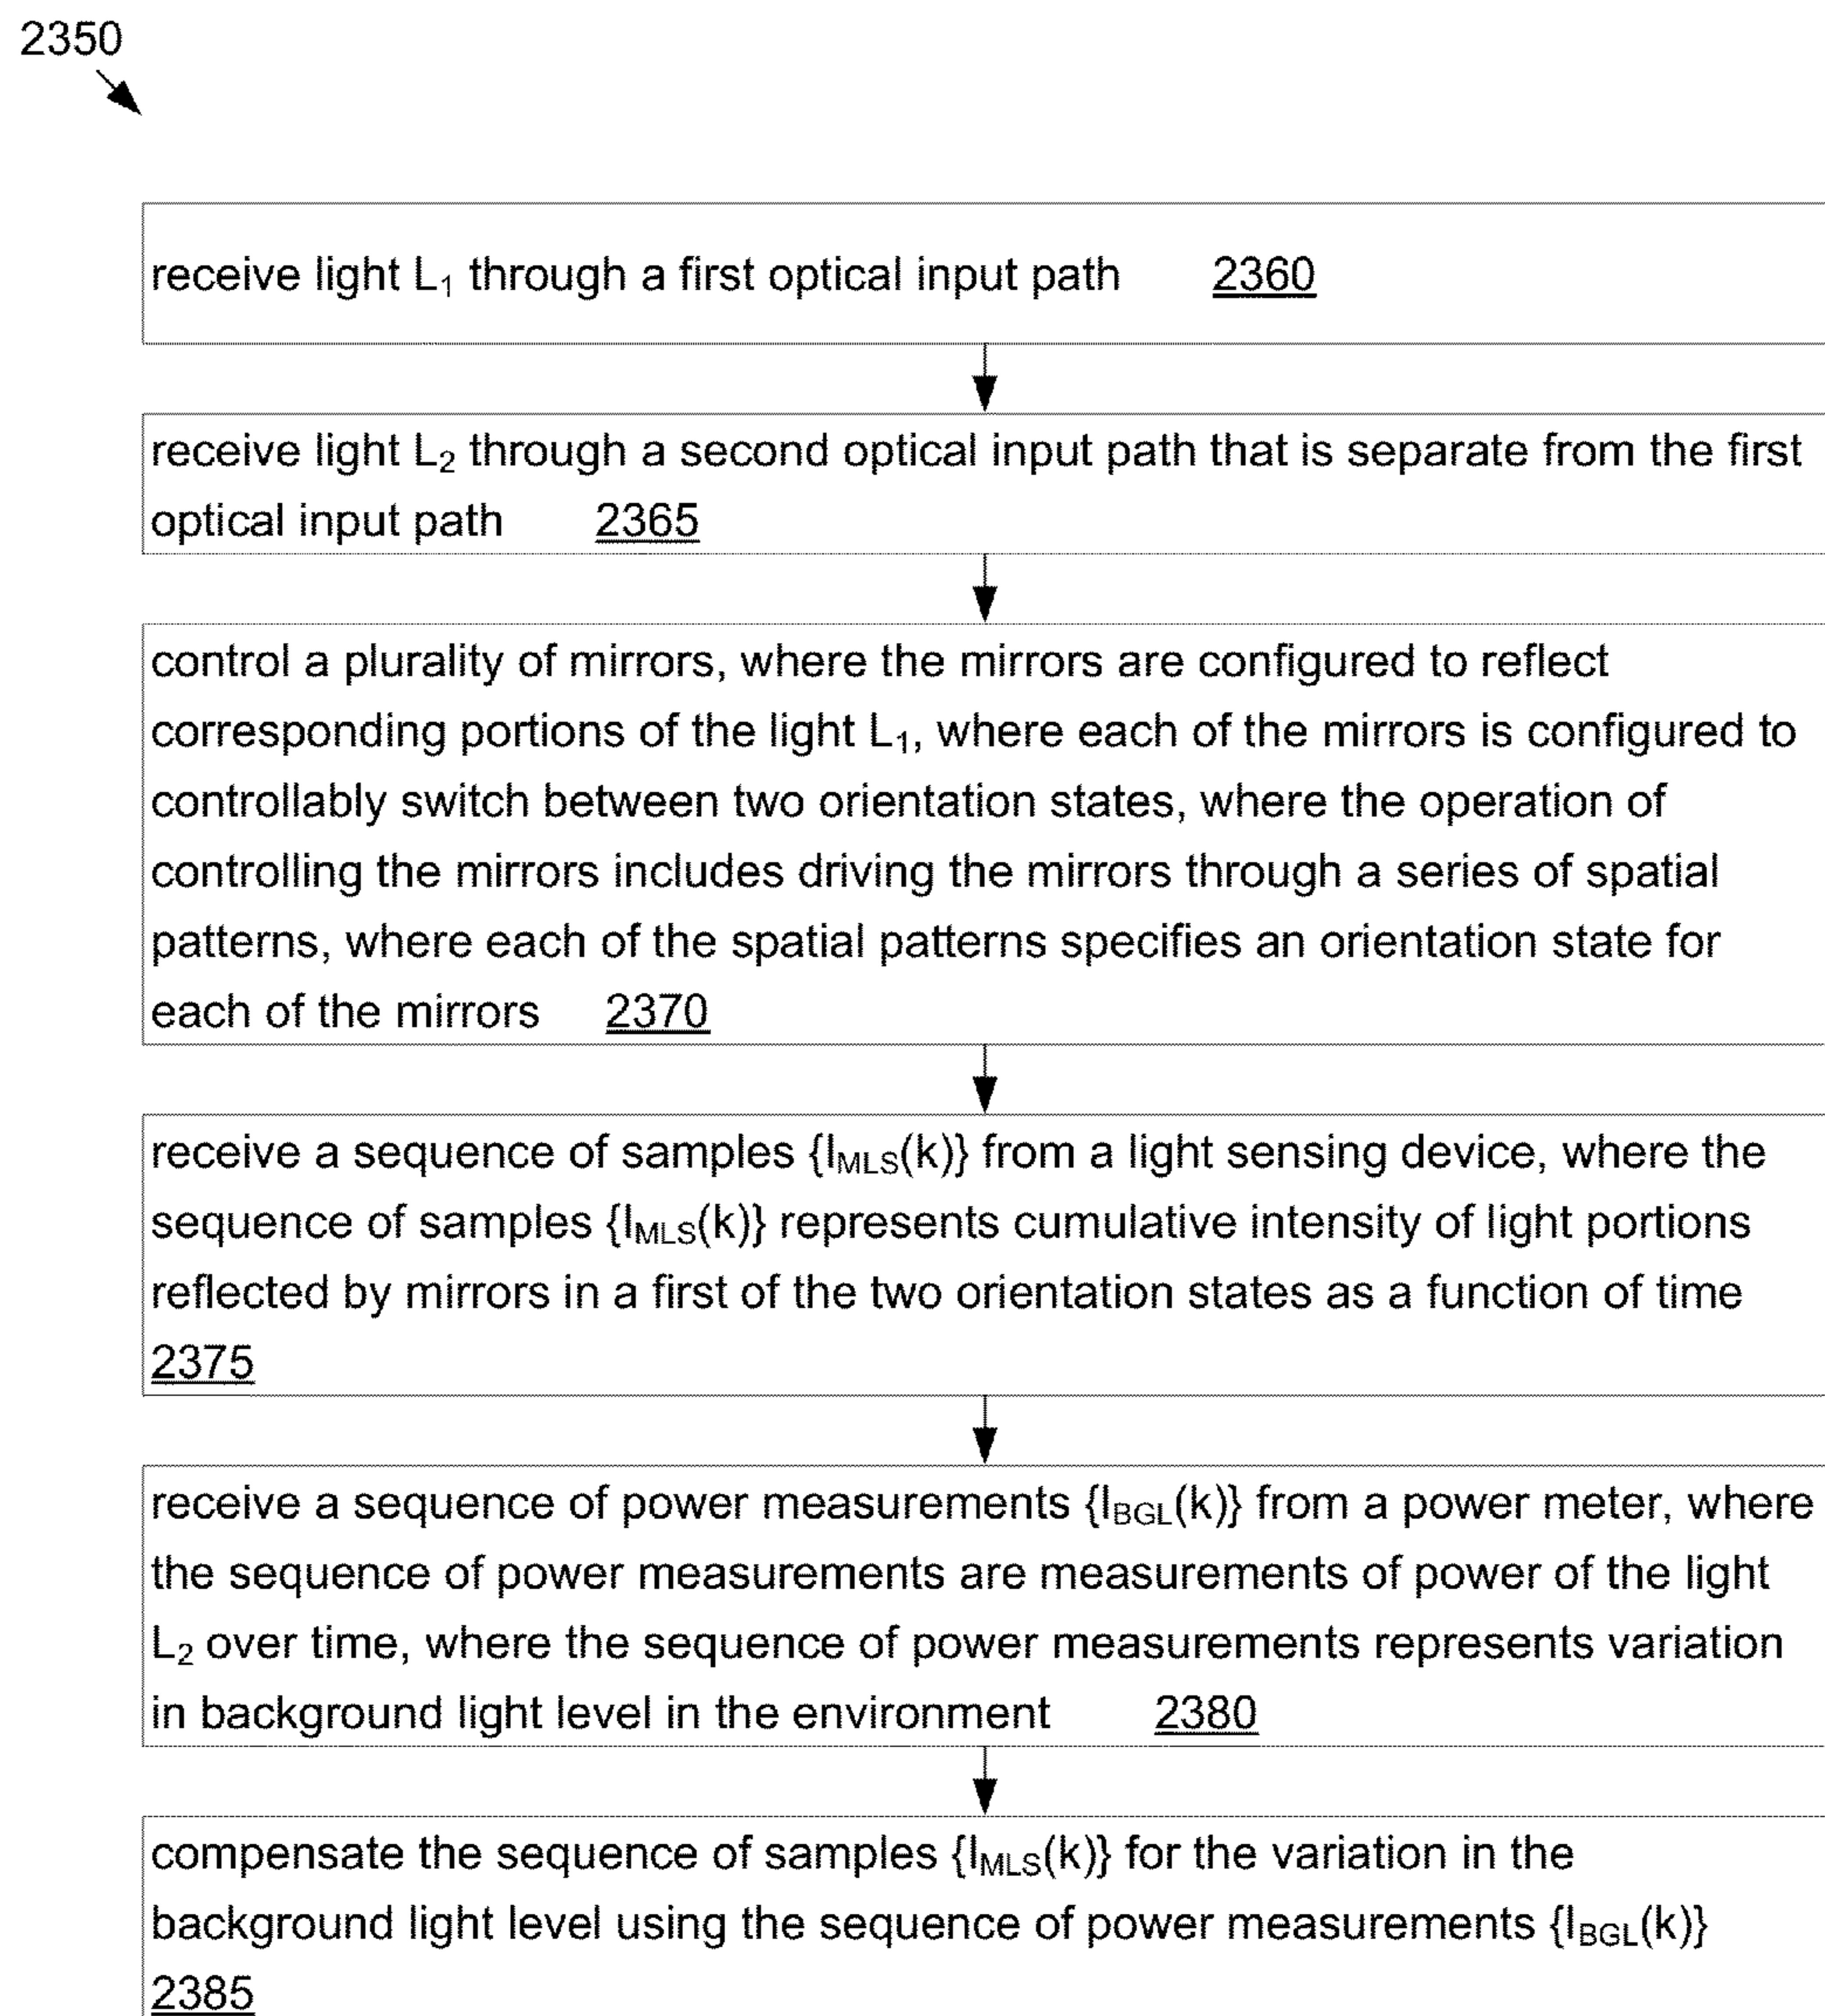 2350
receive light L₁ through a first optical input path 2360
receive light L₂ through a second optical input path that is separate from the first
optical input path 2365
control a plurality of mirrors, where the mirrors are configured to reflect
corresponding portions of the light L₁, where each of the mirrors is configured to
controllably switch between two orientation states, where the operation of
controlling the mirrors includes driving the mirrors through a series of spatial
patterns, where each of the spatial patterns specifies an orientation state for
each of the mirrors 2370
receive a sequence of samples {I_MLS(k)} from a light sensing device, where the
sequence of samples {I_MLS(k)} represents cumulative intensity of light portions
reflected by mirrors in a first of the two orientation states as a function of time
2375
receive a sequence of power measurements {I_BGL(k)} from a power meter, where
the sequence of power measurements are measurements of power of the light
L₂ over time, where the sequence of power measurements represents variation
in background light level in the environment 2380
compensate the sequence of samples {I_MLS(k)} for the variation in the
background light level using the sequence of power measurements {I_BGL(k)}
2385